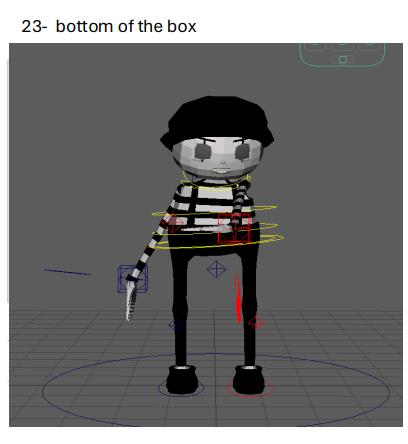 23-  bottom of the box